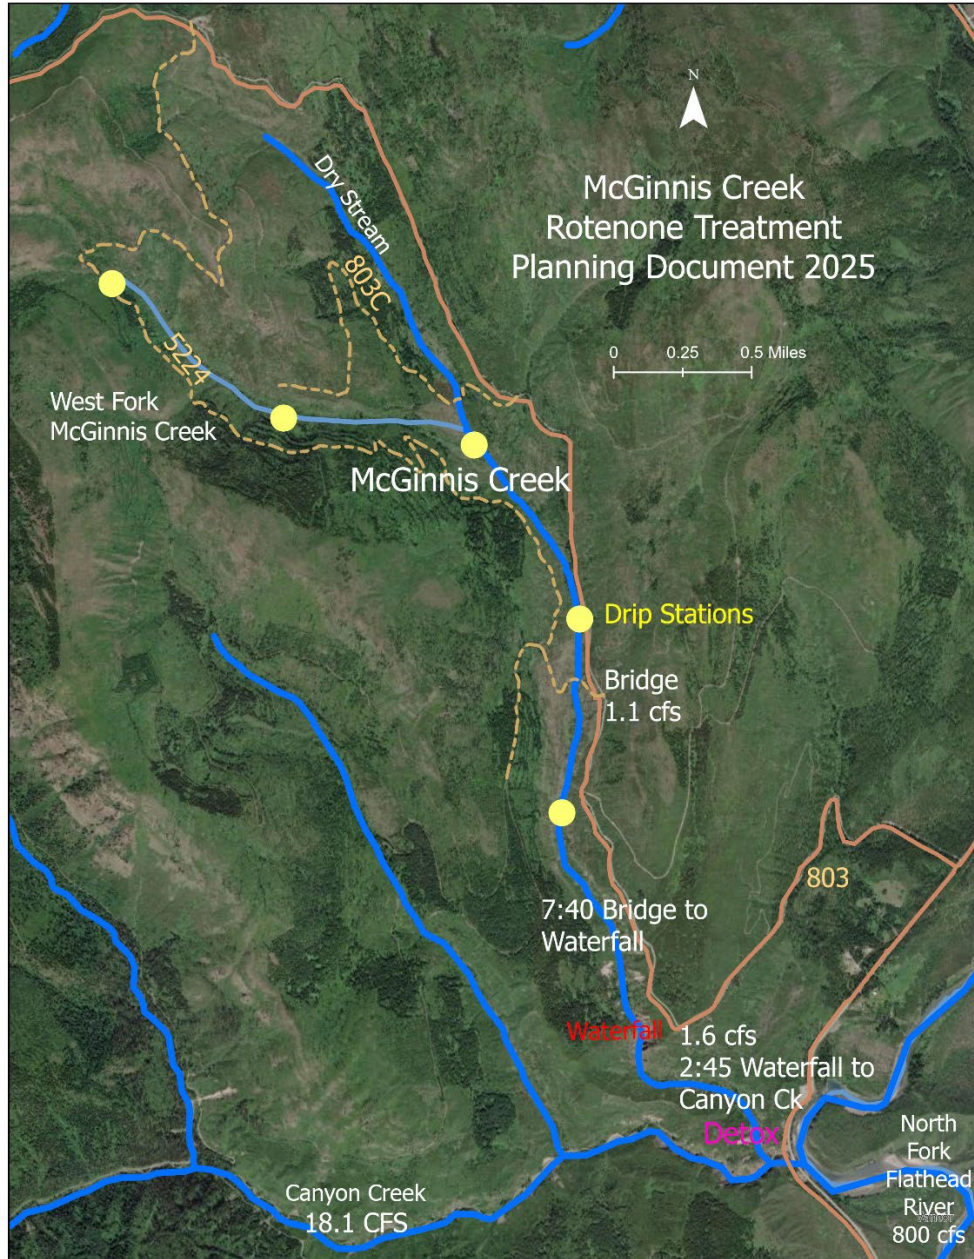 N
McGinnis Creek
Rotenone Treatment
Planning Document 2025
0 0.25 0.5 Miles
Dry Stream
803C
5224
West Fork
McGinnis Creek
McGinnis Creek
Drip Stations
Bridge
1.1 cfs
803
7:40 Bridge to
Waterfall
Waterfall
1.6 cfs
2:45 Waterfall to
Canyon Ck
Detox
Canyon Creek
18.1 CFS
North
Fork
Flathead
River
800 cfs